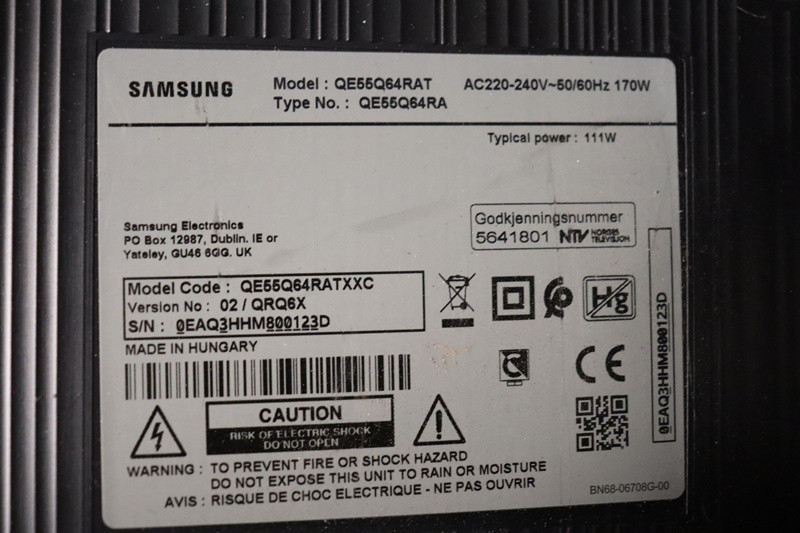 SAMSUNG
Model : QE55Q64RAT
AC220-240V~50/60Hz 170W
Type No. : QE55Q64RA
Typical power : 111W
Samsung Electronics
PO Box 12987, Dublin. IE or
Yateley, GU46 6GG. UK
Godkjenningsnummer
5641801 NTV NORGES
TELEVISJON
Model Code : QE55Q64RATXXC
Version No : 02 / QRQ6X
S/N : 0EAQ3HHM800123D
Hg
0EAQ3HHM800123D
MADE IN HUNGARY
CE
CAUTION
RISK OF ELECTRIC SHOCK
DO NOT OPEN
WARNING : TO PREVENT FIRE OR SHOCK HAZARD
DO NOT EXPOSE THIS UNIT TO RAIN OR MOISTURE
AVIS : RISQUE DE CHOC ELECTRIQUE - NE PAS OUVRIR
BN68-06708G-00